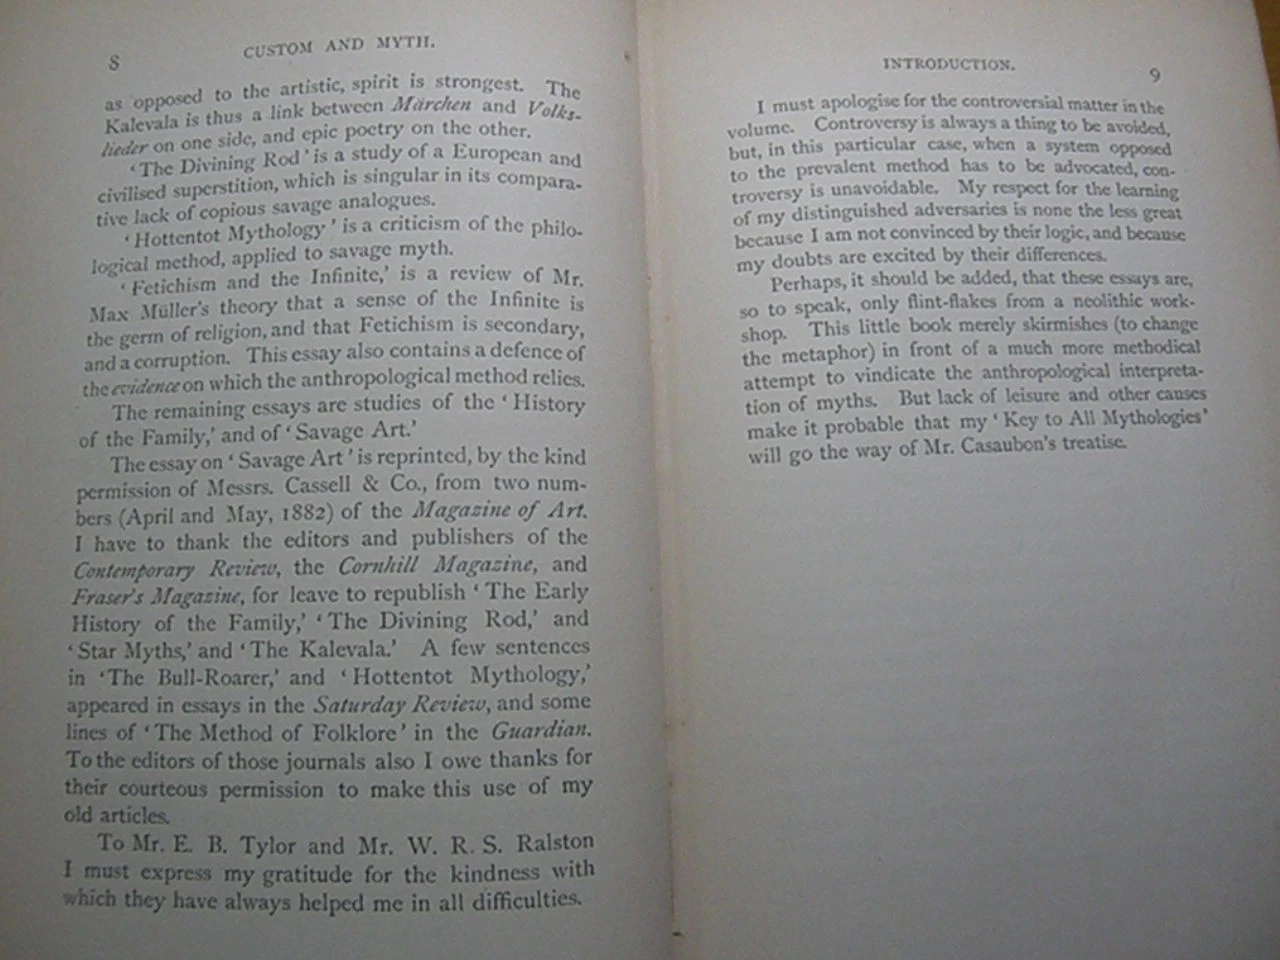 8
CUSTOM AND MYTH.
as opposed to the artistic, spirit is strongest. The
Kalevala is thus a link between Märchen and Volks-
lieder on one side, and epic poetry on the other.
‘The Divining Rod’ is a study of a European and
civilised superstition, which is singular in its compara-
tive lack of copious savage analogues.
‘Hottentot Mythology’ is a criticism of the philo-
logical method, applied to savage myth.
‘Fetichism and the Infinite,’ is a review of Mr.
Max Müller's theory that a sense of the Infinite is
the germ of religion, and that Fetichism is secondary,
and a corruption. This essay also contains a defence of
the evidence on which the anthropological method relies.
The remaining essays are studies of the ‘History
of the Family,’ and of ‘Savage Art.’
The essay on ‘Savage Art’ is reprinted, by the kind
permission of Messrs. Cassell & Co., from two num-
bers (April and May, 1882) of the Magazine of Art.
I have to thank the editors and publishers of the
Contemporary Review, the Cornhill Magazine, and
Fraser's Magazine, for leave to republish ‘The Early
History of the Family,’ ‘The Divining Rod,’ and
‘Star Myths,’ and ‘The Kalevala.’ A few sentences
in ‘The Bull-Roarer,’ and ‘Hottentot Mythology,’
appeared in essays in the Saturday Review, and some
lines of ‘The Method of Folklore’ in the Guardian.
To the editors of those journals also I owe thanks for
their courteous permission to make this use of my
old articles.
To Mr. E. B. Tylor and Mr. W. R. S. Ralston
I must express my gratitude for the kindness with
which they have always helped me in all difficulties.
INTRODUCTION.
9
I must apologise for the controversial matter in the
volume. Controversy is always a thing to be avoided,
but, in this particular case, when a system opposed
to the prevalent method has to be advocated, con-
troversy is unavoidable. My respect for the learning
of my distinguished adversaries is none the less great
because I am not convinced by their logic, and because
my doubts are excited by their differences.
Perhaps, it should be added, that these essays are,
so to speak, only flint-flakes from a neolithic work-
shop. This little book merely skirmishes (to change
the metaphor) in front of a much more methodical
attempt to vindicate the anthropological interpreta-
tion of myths. But lack of leisure and other causes
make it probable that my ‘Key to All Mythologies’
will go the way of Mr. Casaubon's treatise.